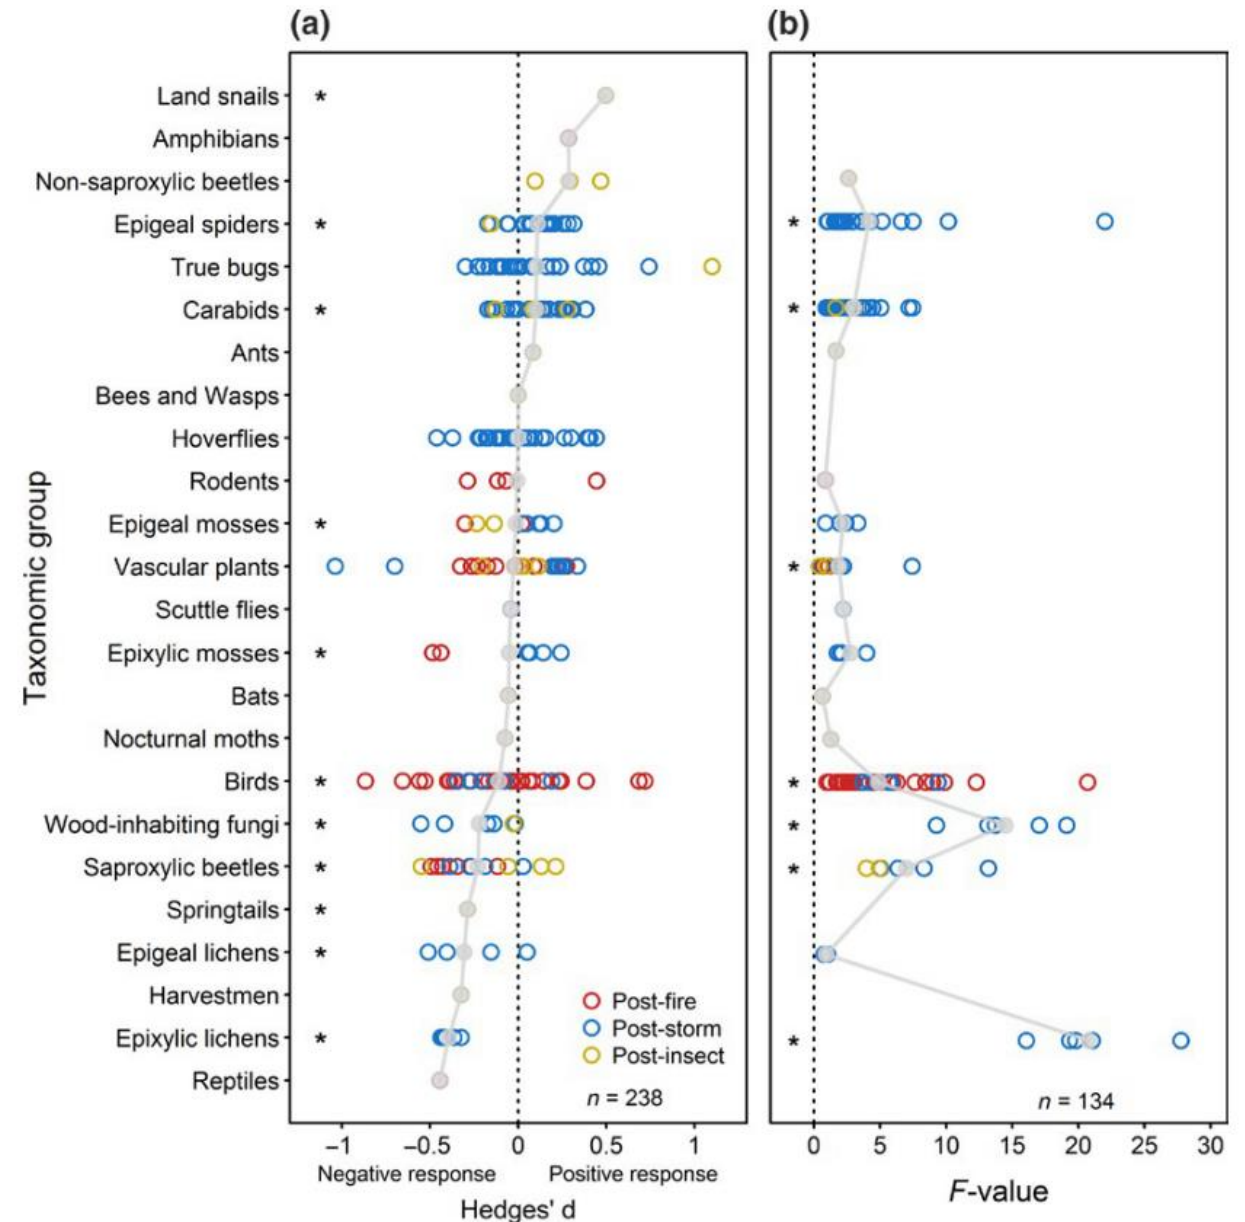 (a)
(b)
Taxonomic group
Land snails *
Amphibians
Non-saproxylic beetles
Epigeal spiders * *
True bugs
Carabids * *
Ants
Bees and Wasps
Hoverflies
Rodents
Epigeal mosses *
Vascular plants *
Scuttle flies
Epixylic mosses *
Bats
Nocturnal moths
Birds * *
Wood-inhabiting fungi * *
Saproxylic beetles * *
Springtails *
Epigeal lichens *
Harvestmen
Epixylic lichens * *
Reptiles
Post-fire
Post-storm
Post-insect
n = 238
n = 134
−1 −0.5 0 0.5 1
Negative response Positive response
Hedges' d
0 5 10 15 20 25 30
F-value